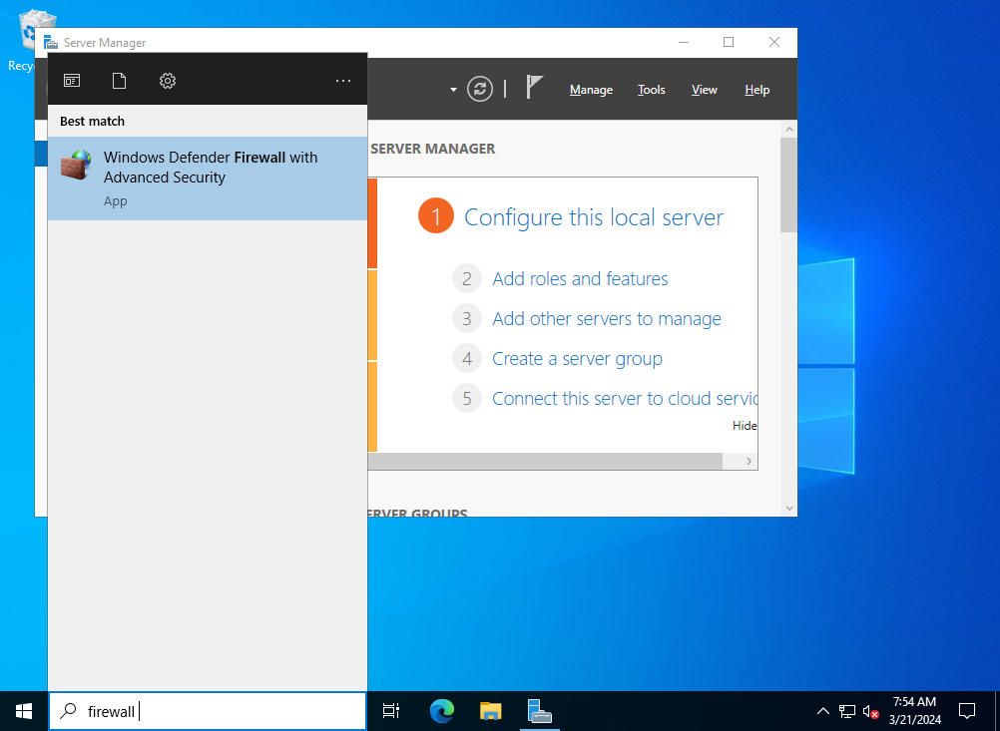 Recy
Server Manager
Manage
Tools
View
Help
Best match
Windows Defender Firewall with
Advanced Security
App
SERVER MANAGER
1 Configure this local server
2 Add roles and features
3 Add other servers to manage
4 Create a server group
5 Connect this server to cloud servic
Hide
ERVER GROUPS
firewall
7:54 AM
3/21/2024